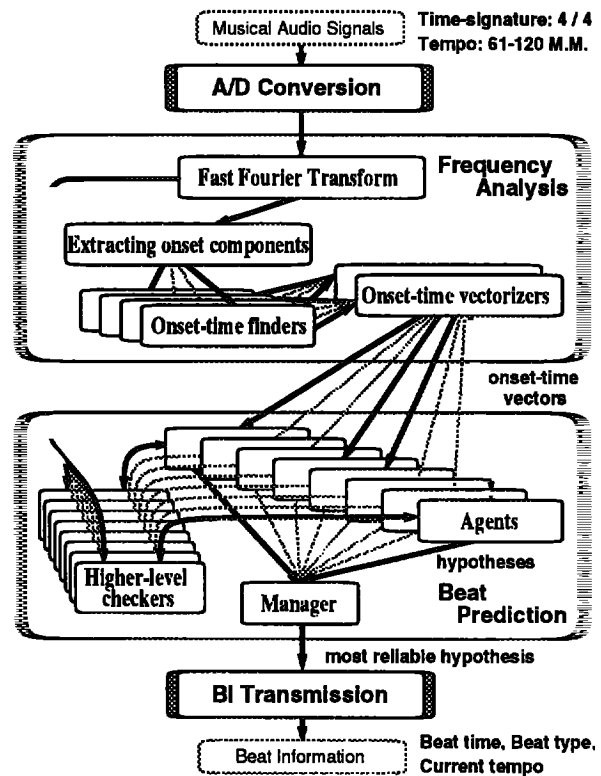 Musical Audio Signals
Time-signature: 4 / 4
Tempo: 61-120 M.M.
A/D Conversion
Fast Fourier Transform
Frequency
Analysis
Extracting onset components
Onset-time finders
Onset-time vectorizers
onset-time
vectors
Agents
Higher-level
checkers
hypotheses
Manager
Beat
Prediction
most reliable hypothesis
BI Transmission
Beat Information
Beat time, Beat type,
Current tempo